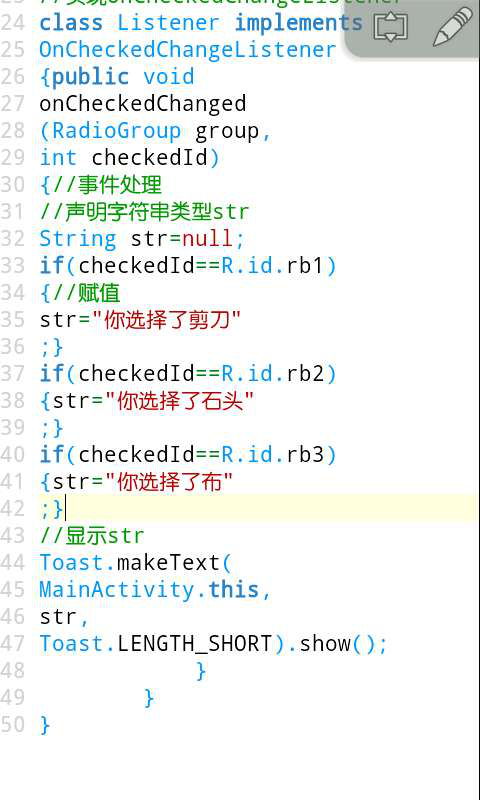 24 class Listener implements
25 OnCheckedChangeListener
26 {public void
27 onCheckedChanged
28 (RadioGroup group,
29 int checkedId)
30 {//事件处理
31 //声明字符串类型str
32 String str=null;
33 if(checkedId==R.id.rb1)
34 {//赋值
35 str="你选择了剪刀"
36 ;}
37 if(checkedId==R.id.rb2)
38 {str="你选择了石头"
39 ;}
40 if(checkedId==R.id.rb3)
41 {str="你选择了布"
42 ;}
43 //显示str
44 Toast.makeText(
45 MainActivity.this,
46 str,
47 Toast.LENGTH_SHORT).show();
48 }
49 }
50 }